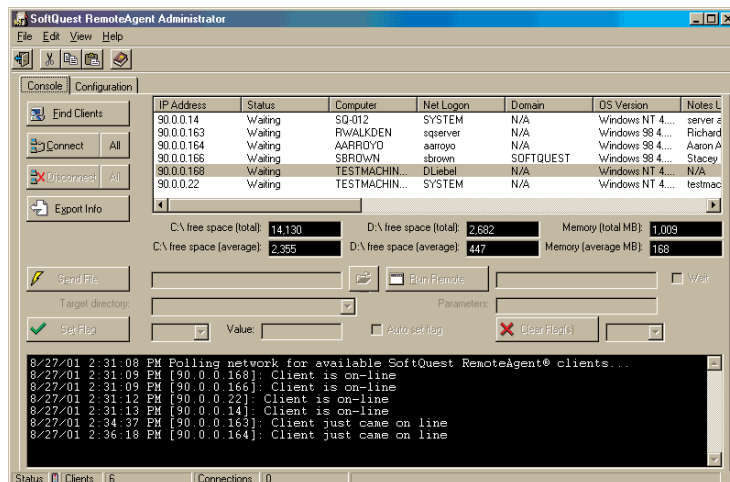 SoftQuest RemoteAgent Administrator
File Edit View Help
Console Configuration
Find Clients
Connect All
Disconnect All
Export Info
IP Address Status Computer Net Logon Domain OS Version Notes U
90.0.0.14 Waiting SQ-012 SYSTEM N/A Windows NT 4.... server a
90.0.0.163 Waiting RWALKDEN sqserver N/A Windows 98 4.... Richard
90.0.0.164 Waiting AARROYO aarroyo N/A Windows 98 4.... Aaron A
90.0.0.166 Waiting SBROWN sbrown SOFTQUEST Windows 98 4.... Stacey
90.0.0.168 Waiting TESTMACHIN... DLiebel N/A Windows NT 4.... N/A
90.0.0.22 Waiting TESTMACHIN... SYSTEM N/A Windows NT 4.... testmac
C:\ free space (total): 14,130 D:\ free space (total): 2,682 Memory (total MB): 1,009
C:\ free space (average): 2,355 D:\ free space (average): 447 Memory (average MB): 168
Send File Run Remote Wait
Target directory: Parameters:
Set Flag Value: Auto set flag Clear Flag(s)
8/27/01 2:31:08 PM Polling network for available SoftQuest RemoteAgent® clients...
8/27/01 2:31:09 PM [90.0.0.168]: Client is on-line
8/27/01 2:31:09 PM [90.0.0.166]: Client is on-line
8/27/01 2:31:12 PM [90.0.0.22]: Client is on-line
8/27/01 2:31:13 PM [90.0.0.14]: Client is on-line
8/27/01 2:34:37 PM [90.0.0.163]: Client just came on line
8/27/01 2:36:18 PM [90.0.0.164]: Client just came on line
Status Clients 6 Connections 0